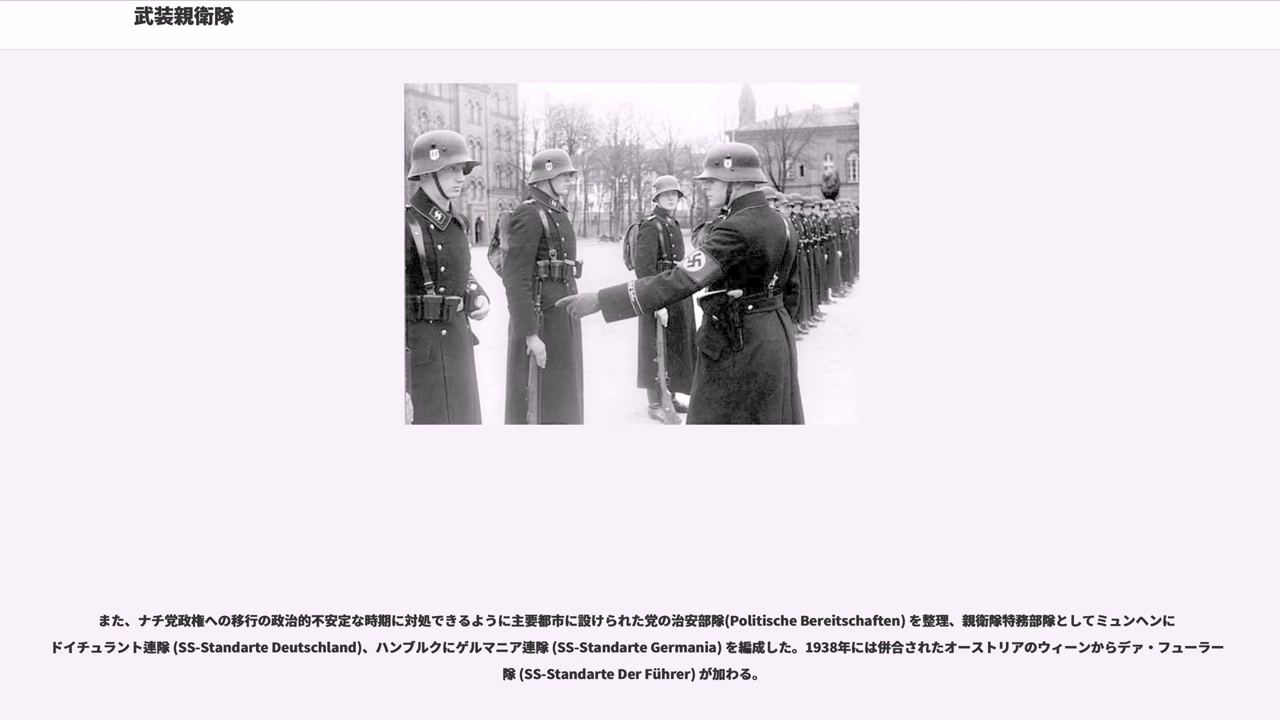 武装親衛隊
また、ナチ党政権への移行の政治的不安定な時期に対処できるように主要都市に設けられた党の治安部隊(Politische Bereitschaften) を整理、親衛隊特務部隊としてミュンヘンに
ドイチュラント連隊 (SS-Standarte Deutschland)、ハンブルクにゲルマニア連隊 (SS-Standarte Germania) を編成した。1938年には併合されたオーストリアのウィーンからデァ・フューラー
隊 (SS-Standarte Der Führer) が加わる。